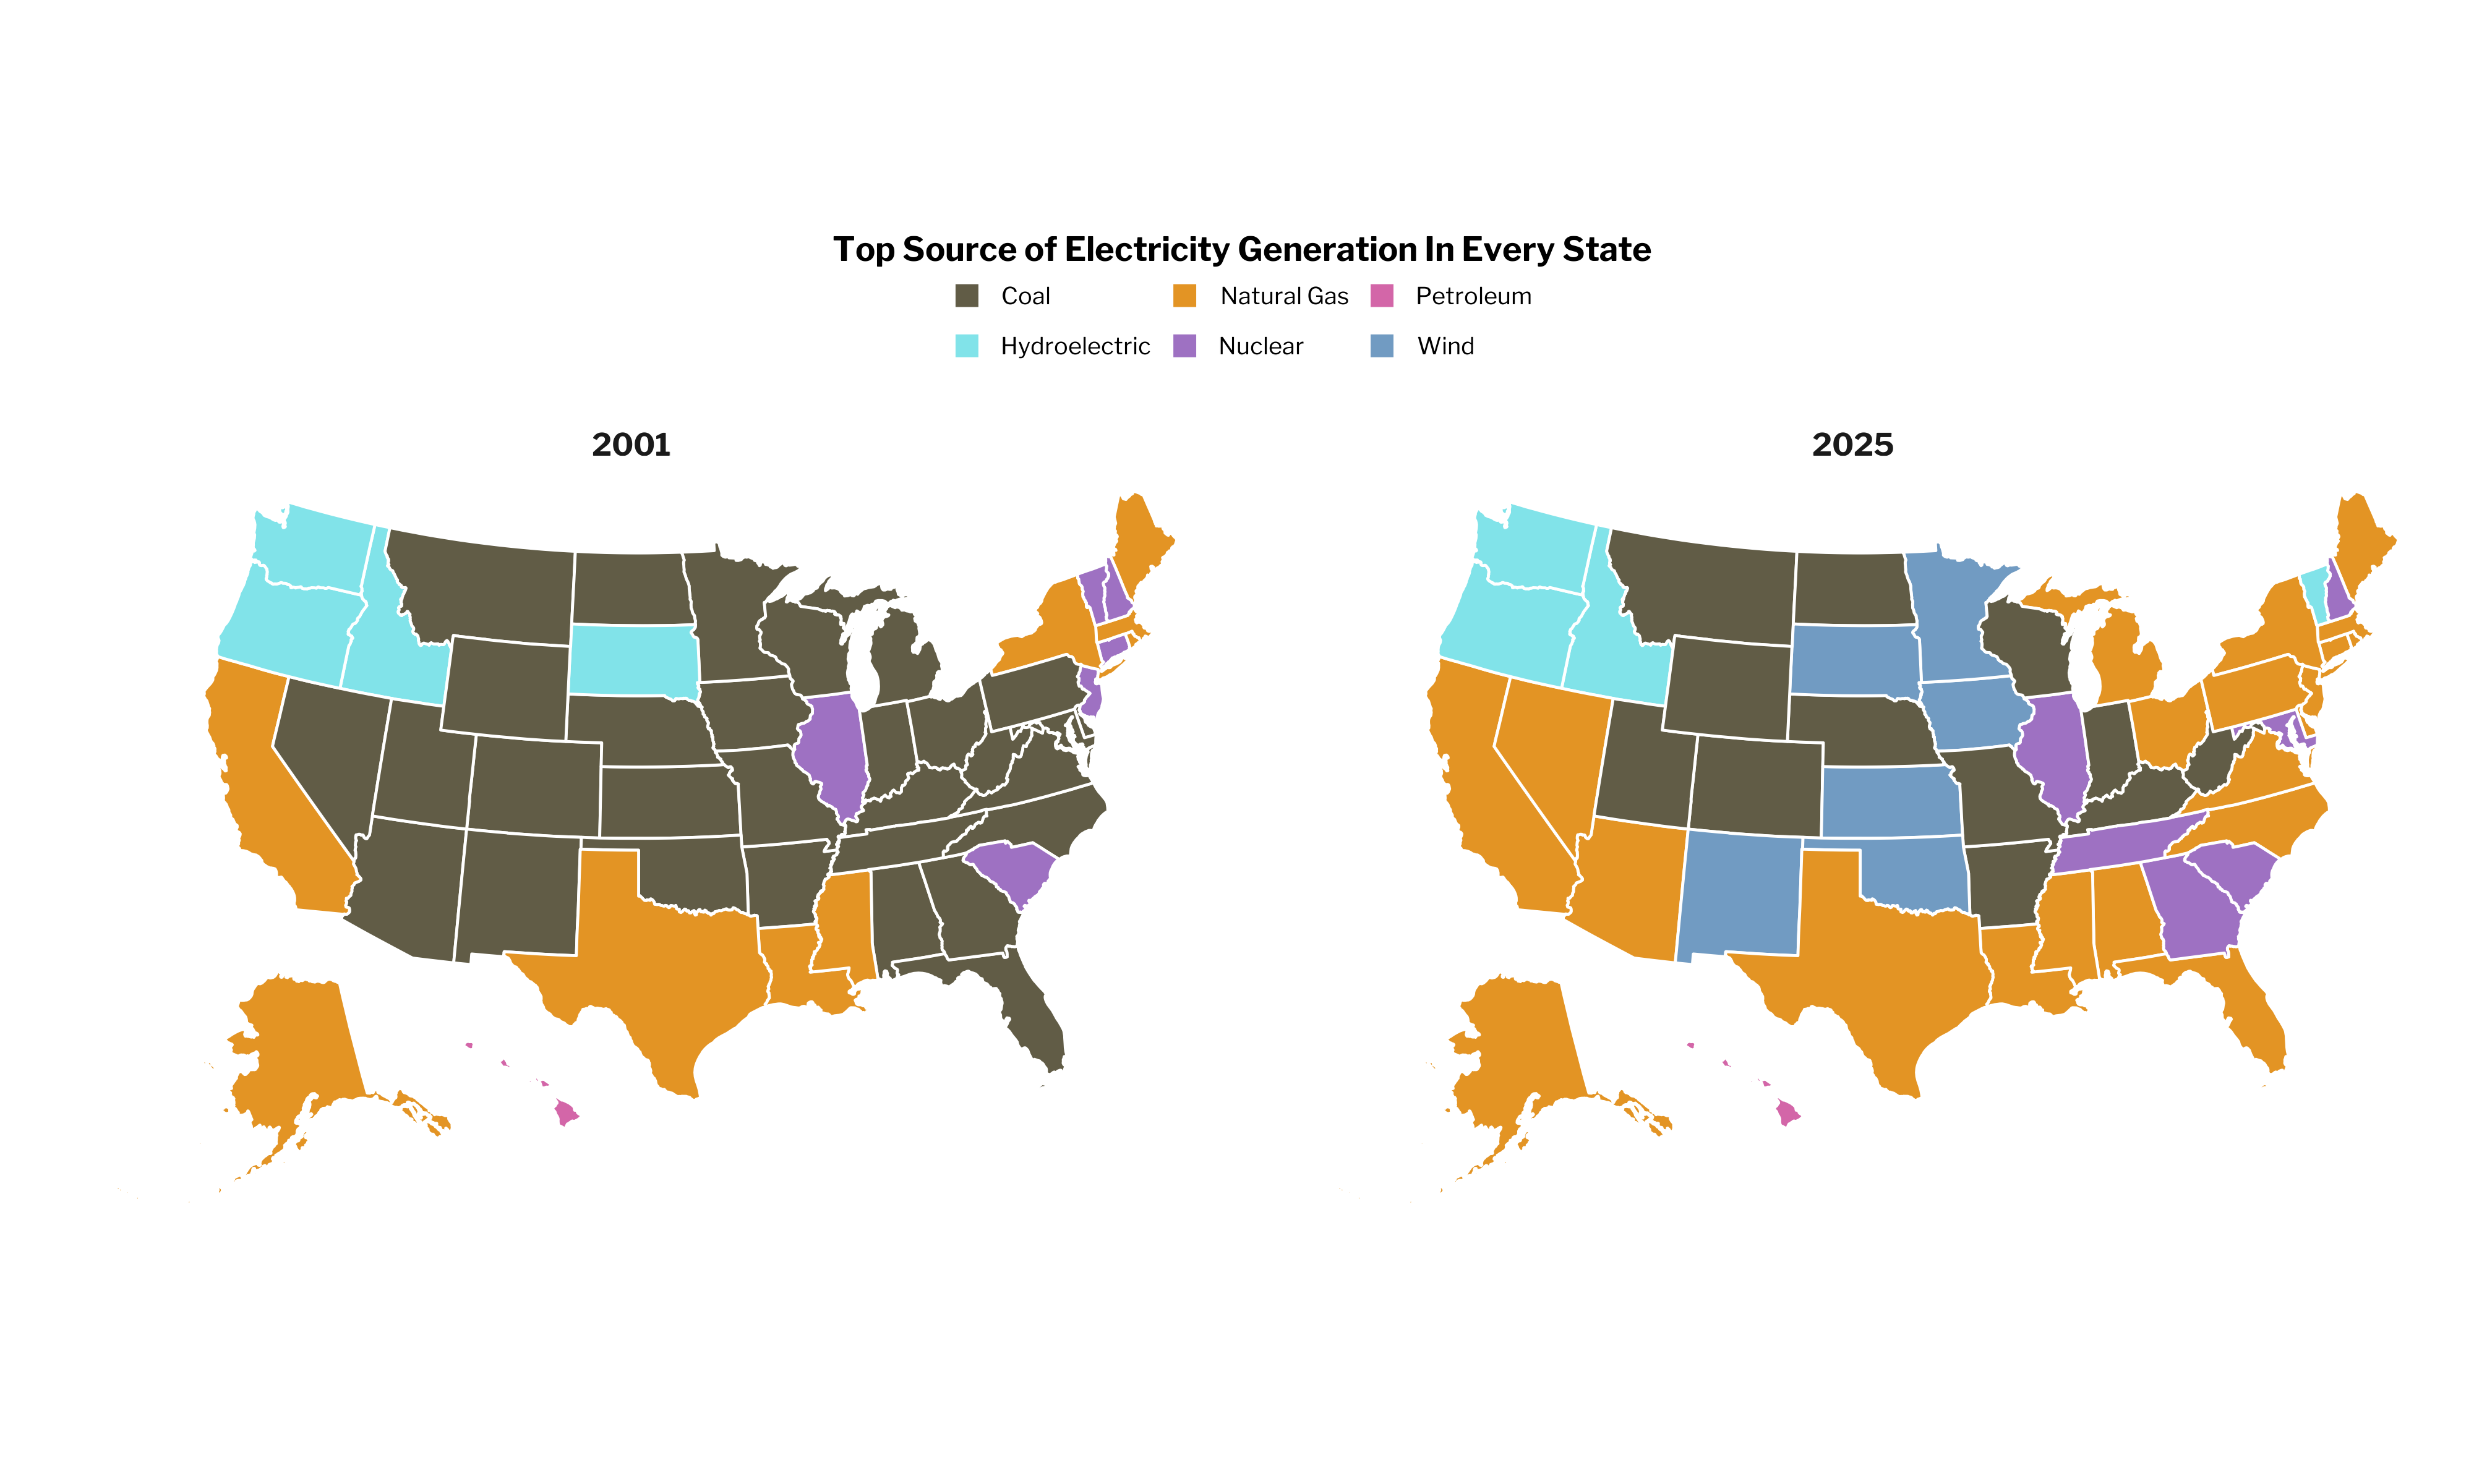 Top Source of Electricity Generation In Every State
Coal Natural Gas Petroleum
Hydroelectric Nuclear Wind
2001 2025